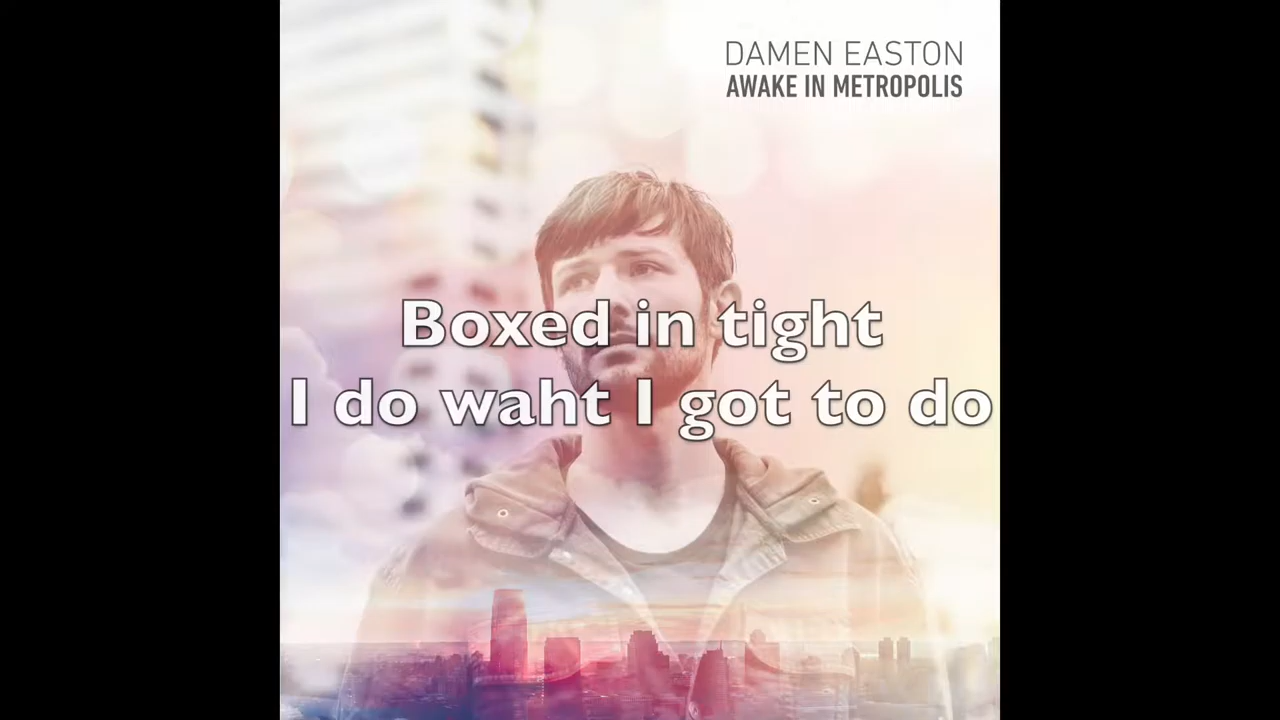 DAMEN EASTON
AWAKE IN METROPOLIS
Boxed in tight
I do waht I got to do